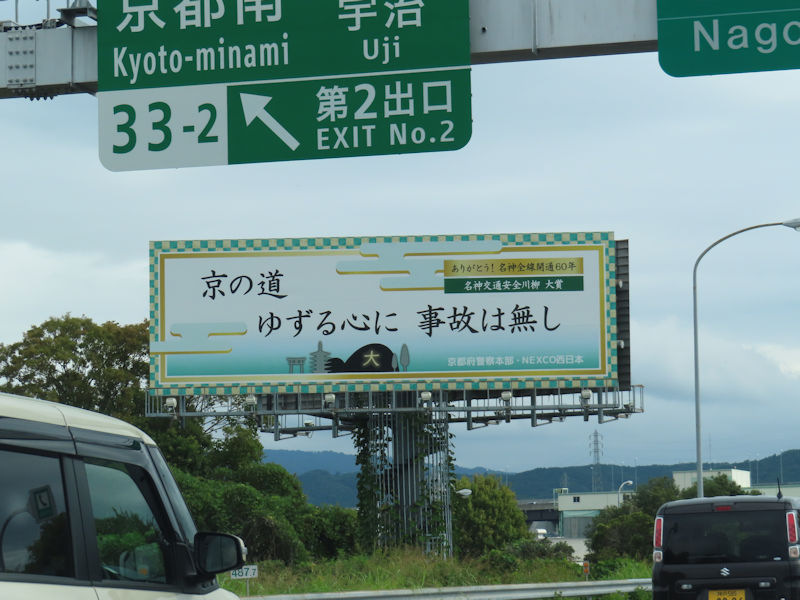 京都南 宇治
Kyoto-minami Uji
33-2 第2出口
EXIT No.2
Nago
ありがとう! 名神全線開通60年
名神交通安全川柳 大賞
京の道
ゆずる心に 事故は無し
大
京都府警察本部・NEXCO西日本
487.7